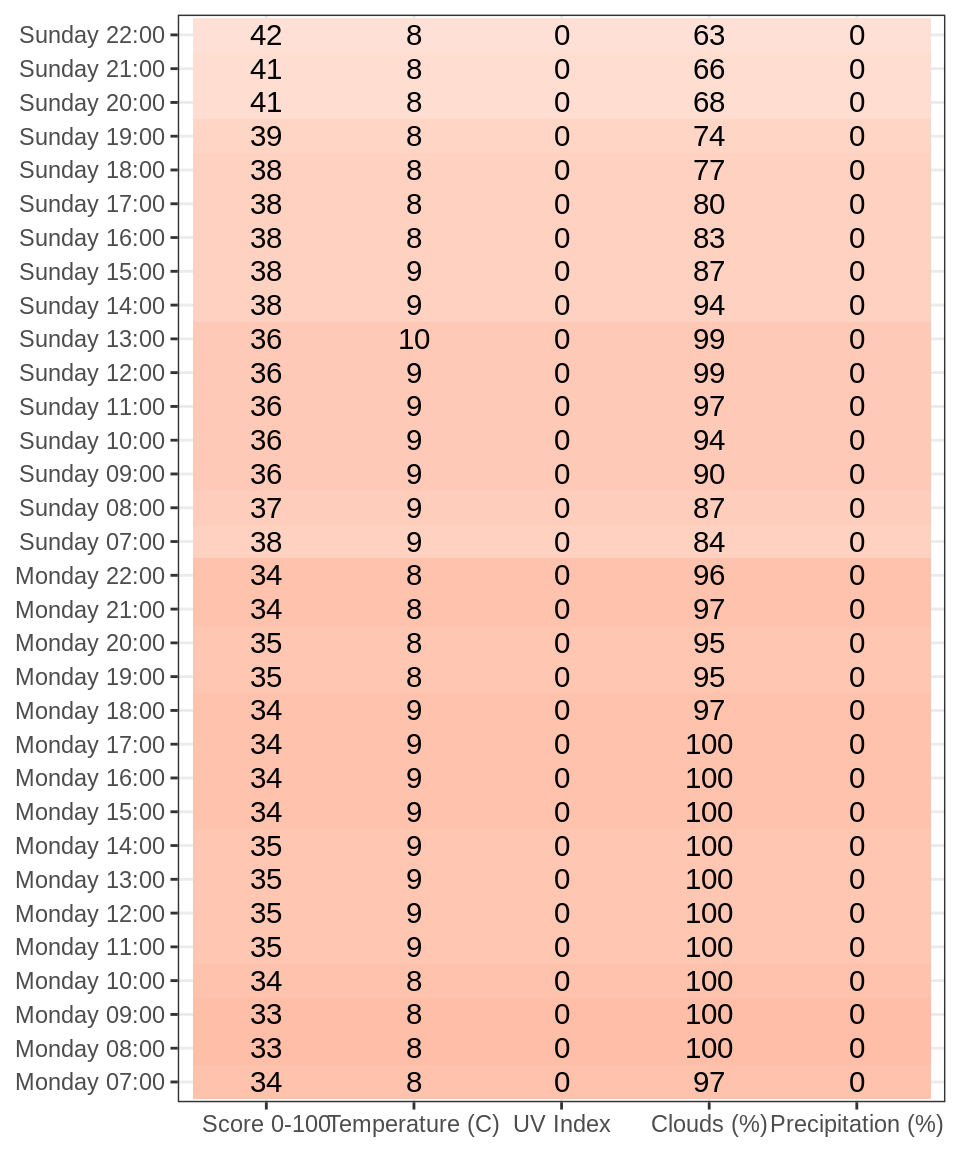 Sunday 22:00 42 8 0 63 0
Sunday 21:00 41 8 0 66 0
Sunday 20:00 41 8 0 68 0
Sunday 19:00 39 8 0 74 0
Sunday 18:00 38 8 0 77 0
Sunday 17:00 38 8 0 80 0
Sunday 16:00 38 8 0 83 0
Sunday 15:00 38 9 0 87 0
Sunday 14:00 38 9 0 94 0
Sunday 13:00 36 10 0 99 0
Sunday 12:00 36 9 0 99 0
Sunday 11:00 36 9 0 97 0
Sunday 10:00 36 9 0 94 0
Sunday 09:00 36 9 0 90 0
Sunday 08:00 37 9 0 87 0
Sunday 07:00 38 9 0 84 0
Monday 22:00 34 8 0 96 0
Monday 21:00 34 8 0 97 0
Monday 20:00 35 8 0 95 0
Monday 19:00 35 8 0 95 0
Monday 18:00 34 9 0 97 0
Monday 17:00 34 9 0 100 0
Monday 16:00 34 9 0 100 0
Monday 15:00 34 9 0 100 0
Monday 14:00 35 9 0 100 0
Monday 13:00 35 9 0 100 0
Monday 12:00 35 9 0 100 0
Monday 11:00 35 9 0 100 0
Monday 10:00 34 8 0 100 0
Monday 09:00 33 8 0 100 0
Monday 08:00 33 8 0 100 0
Monday 07:00 34 8 0 97 0
Score 0-100 Temperature (C) UV Index Clouds (%) Precipitation (%)